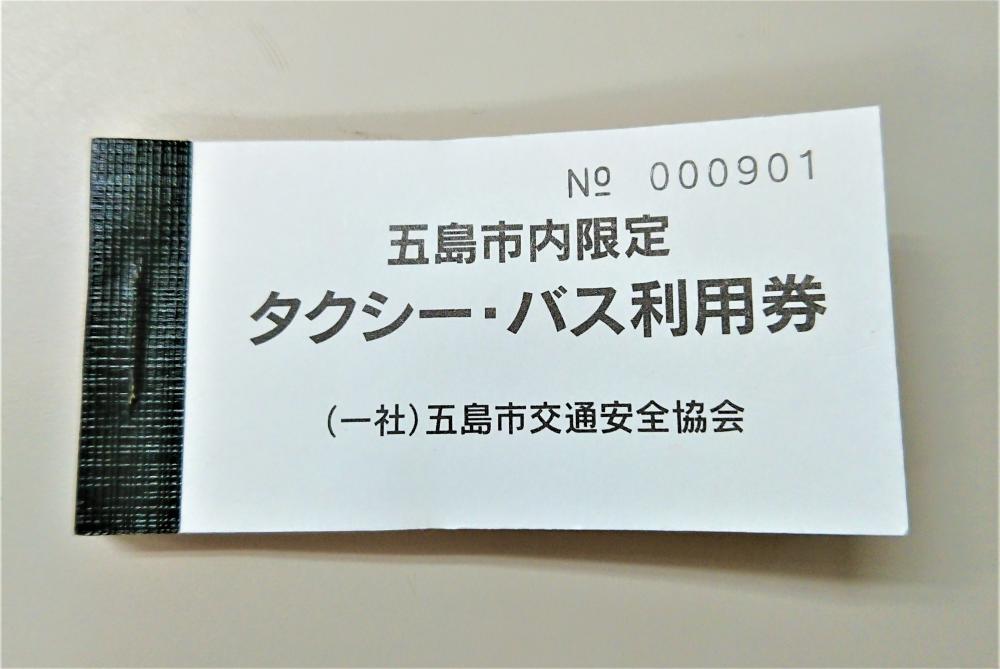 № 000901
五島市内限定
タクシー・バス利用券
(一社)五島市交通安全協会